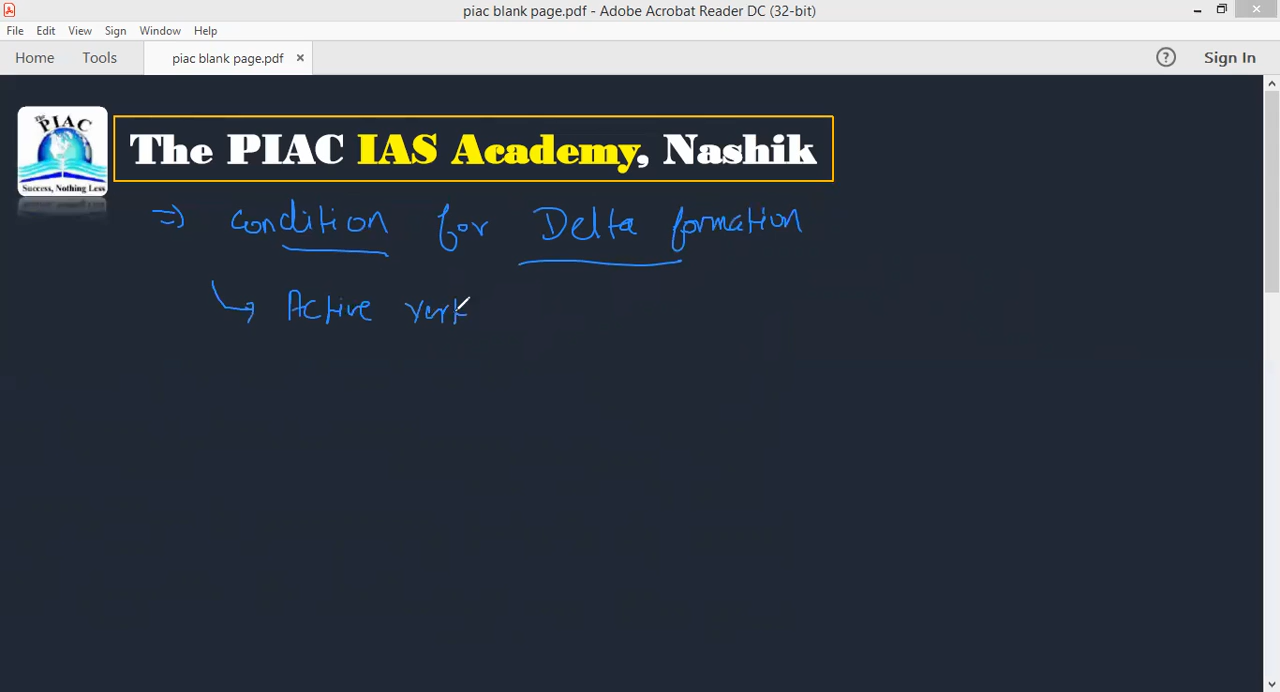 piac blank page.pdf - Adobe Acrobat Reader DC (32-bit)
File Edit View Sign Window Help
Home Tools piac blank page.pdf × ? Sign In
The PIAC
Success, Nothing Less
The PIAC IAS Academy, Nashik
⇒ Condition for Delta formation
↳ Active vert